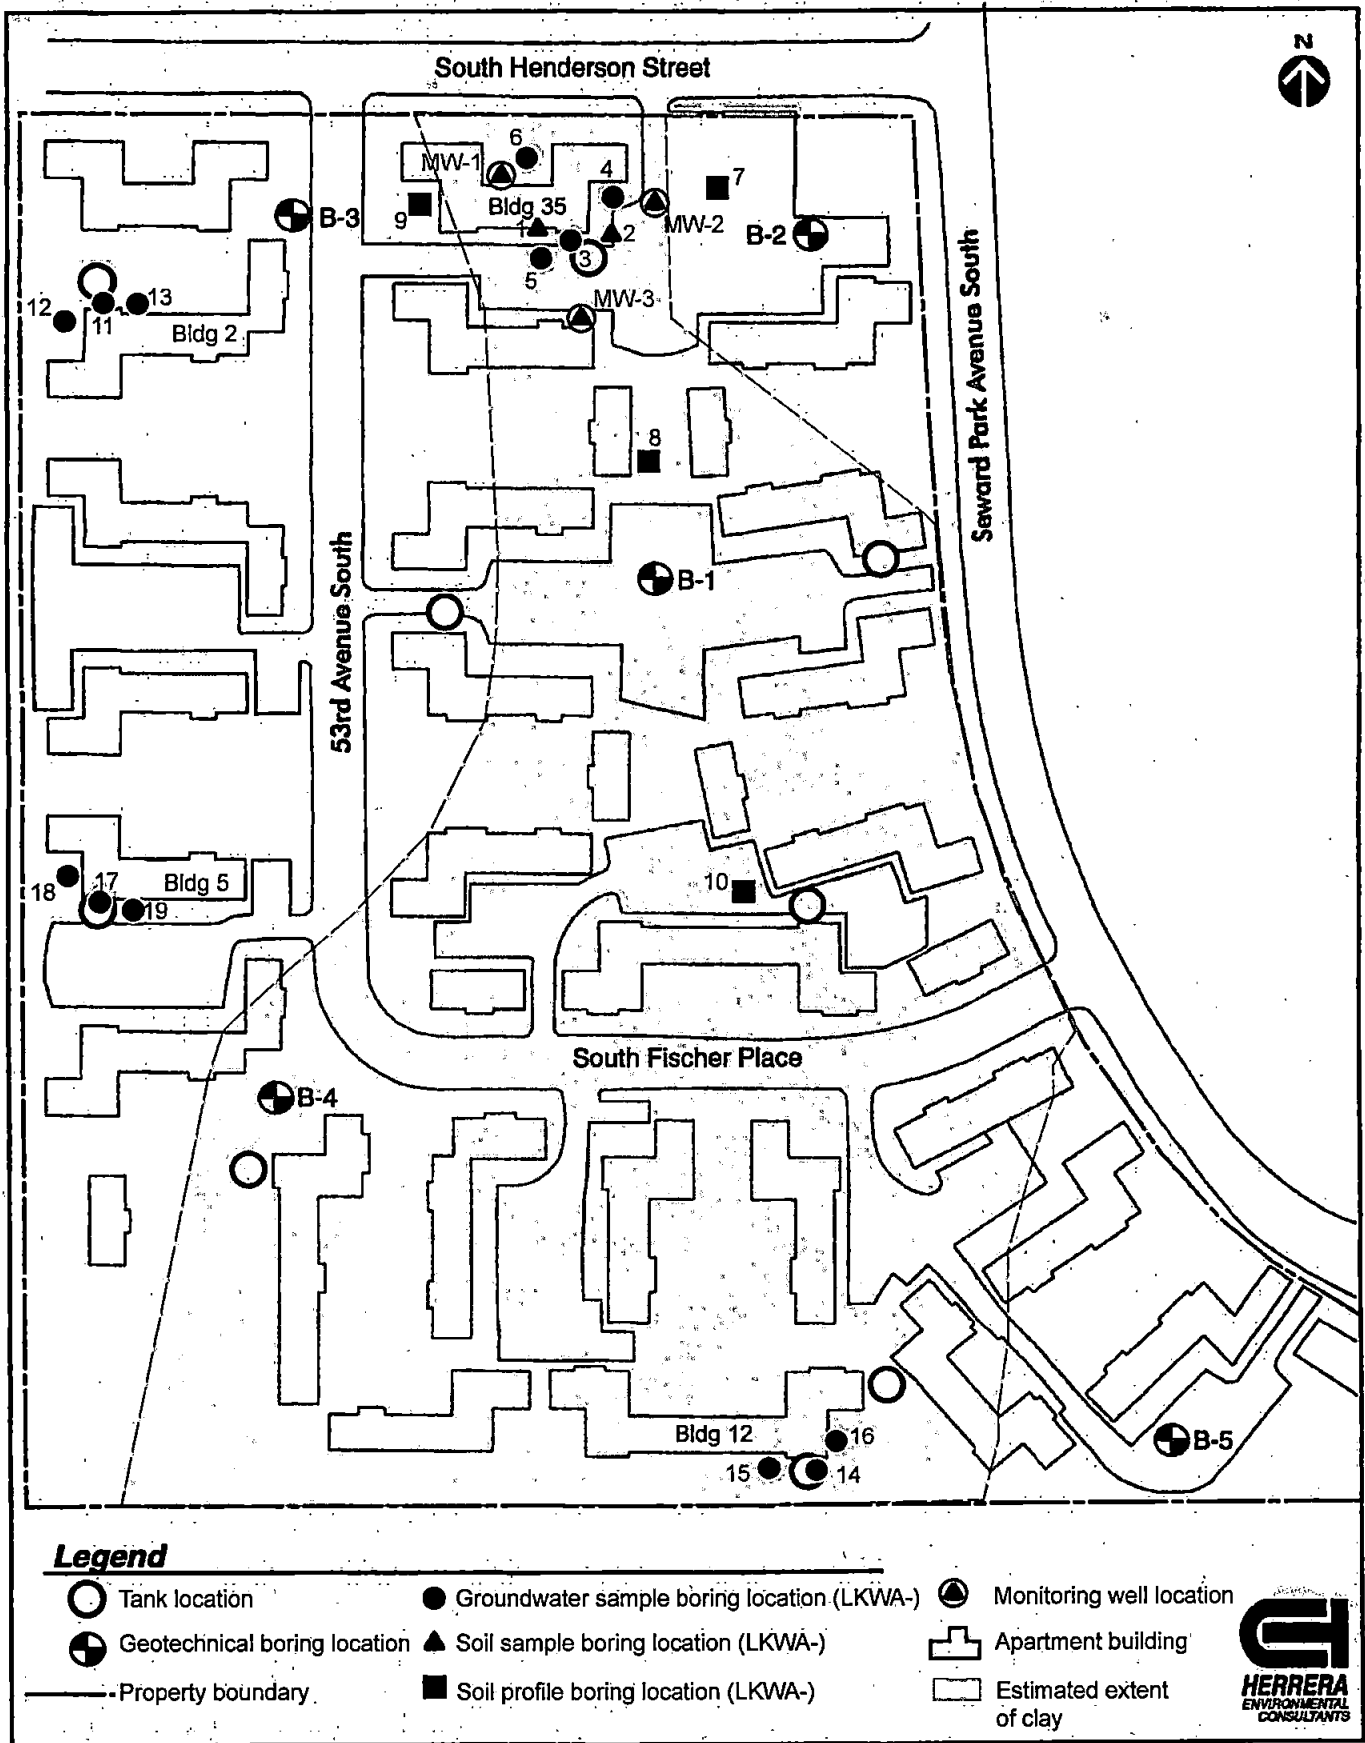 South Henderson Street
N
6
MW-1
4
7
9
Bldg 35
B-3
1
2
MW-2
B-2
3
5
MW-3
12
11
13
Bldg 2
8
Seward Park Avenue South
B-1
53rd Avenue South
18
17
Bldg 5
19
10
South Fischer Place
B-4
Bldg 12
16
15
14
B-5
Legend
Tank location
Groundwater sample boring location (LKWA-)
Monitoring well location
Geotechnical boring location
Soil sample boring location (LKWA-)
Apartment building
Property boundary
Soil profile boring location (LKWA-)
Estimated extent
of clay
HERRERA
ENVIRONMENTAL
CONSULTANTS